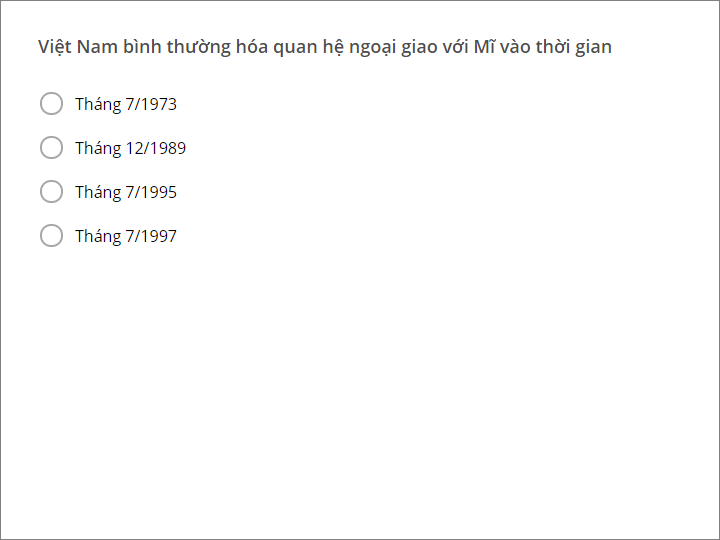 Việt Nam bình thường hóa quan hệ ngoại giao với Mĩ vào thời gian
Tháng 7/1973
Tháng 12/1989
Tháng 7/1995
Tháng 7/1997